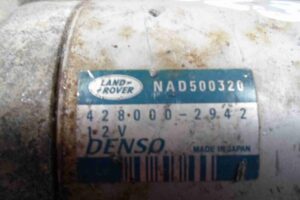 LAND-
ROVER
NAD500320
428000-2942
12V
DENSO
MADE IN JAPAN